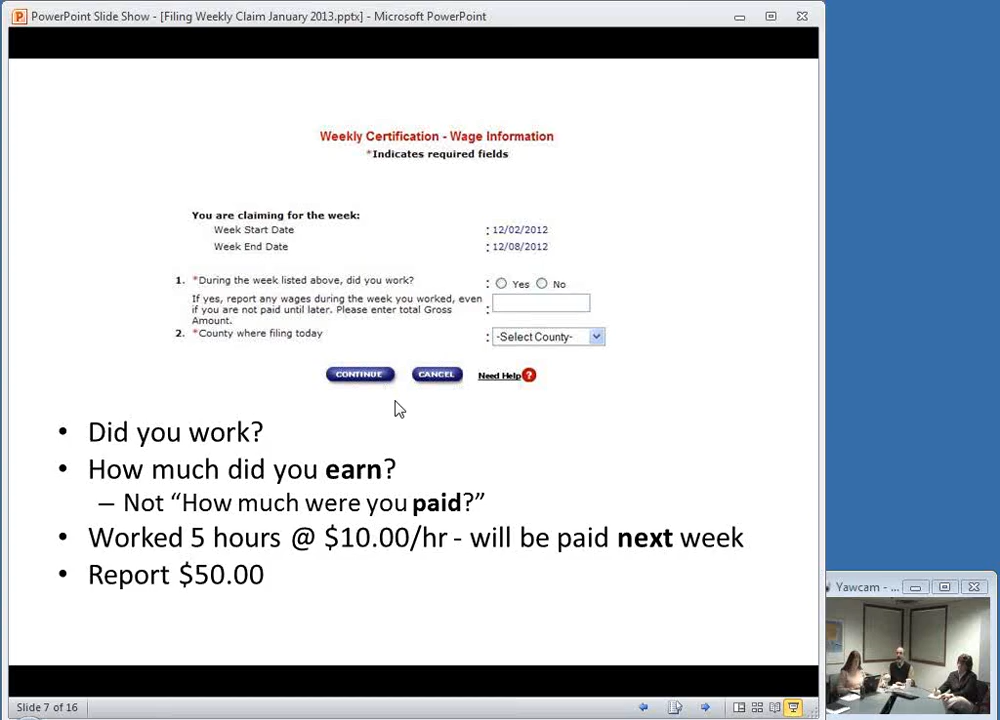 PowerPoint Slide Show - [Filing Weekly Claim January 2013.pptx] - Microsoft PowerPoint
Weekly Certification - Wage Information
*Indicates required fields
You are claiming for the week:
Week Start Date : 12/02/2012
Week End Date : 12/08/2012
1. *During the week listed above, did you work? : Yes No
If yes, report any wages during the week you worked, even
if you are not paid until later. Please enter total Gross :
Amount.
2. *County where filing today : -Select County-
CONTINUE CANCEL Need Help ?
• Did you work?
• How much did you earn?
– Not “How much were you paid?”
• Worked 5 hours @ $10.00/hr - will be paid next week
• Report $50.00
Yawcam - ...
Slide 7 of 16